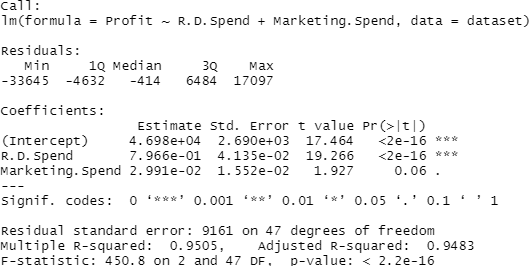 Call:
lm(formula = Profit ~ R.D.Spend + Marketing.Spend, data = dataset)
Residuals:
Min 1Q Median 3Q Max
-33645 -4632 -414 6484 17097
Coefficients:
Estimate Std. Error t value Pr(>|t|)
(Intercept) 4.698e+04 2.690e+03 17.464 <2e-16 ***
R.D.Spend 7.966e-01 4.135e-02 19.266 <2e-16 ***
Marketing.Spend 2.991e-02 1.552e-02 1.927 0.06 .
---
Signif. codes: 0 ‘***’ 0.001 ‘**’ 0.01 ‘*’ 0.05 ‘.’ 0.1 ‘ ’ 1
Residual standard error: 9161 on 47 degrees of freedom
Multiple R-squared: 0.9505, Adjusted R-squared: 0.9483
F-statistic: 450.8 on 2 and 47 DF, p-value: < 2.2e-16